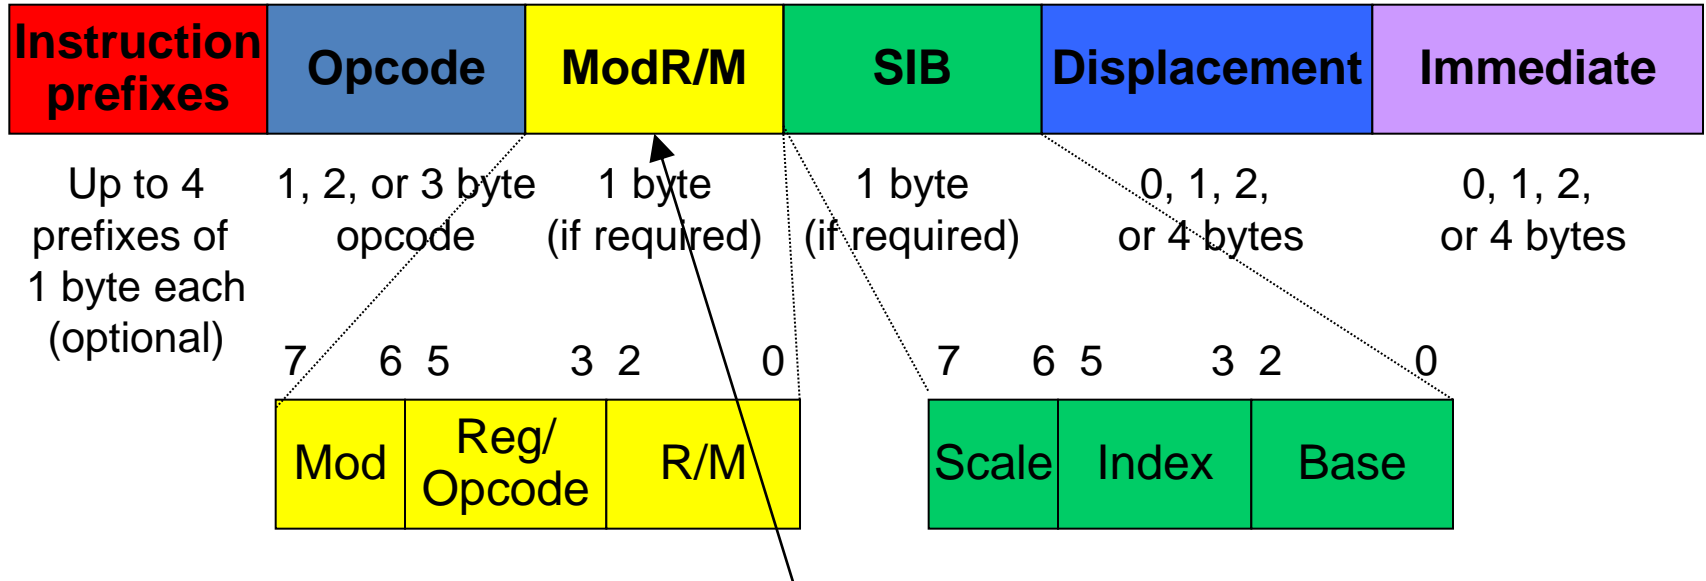 Instruction prefixes
Opcode
ModR/M
SIB
Displacement
Immediate
Up to 4
prefixes of
1 byte each
(optional)
1, 2, or 3 byte
opcode
1 byte
(if required)
1 byte
(if required)
0, 1, 2,
or 4 bytes
0, 1, 2,
or 4 bytes
7 6 5 3 2 0
Mod
Reg/
Opcode
R/M
7 6 5 3 2 0
Scale
Index
Base